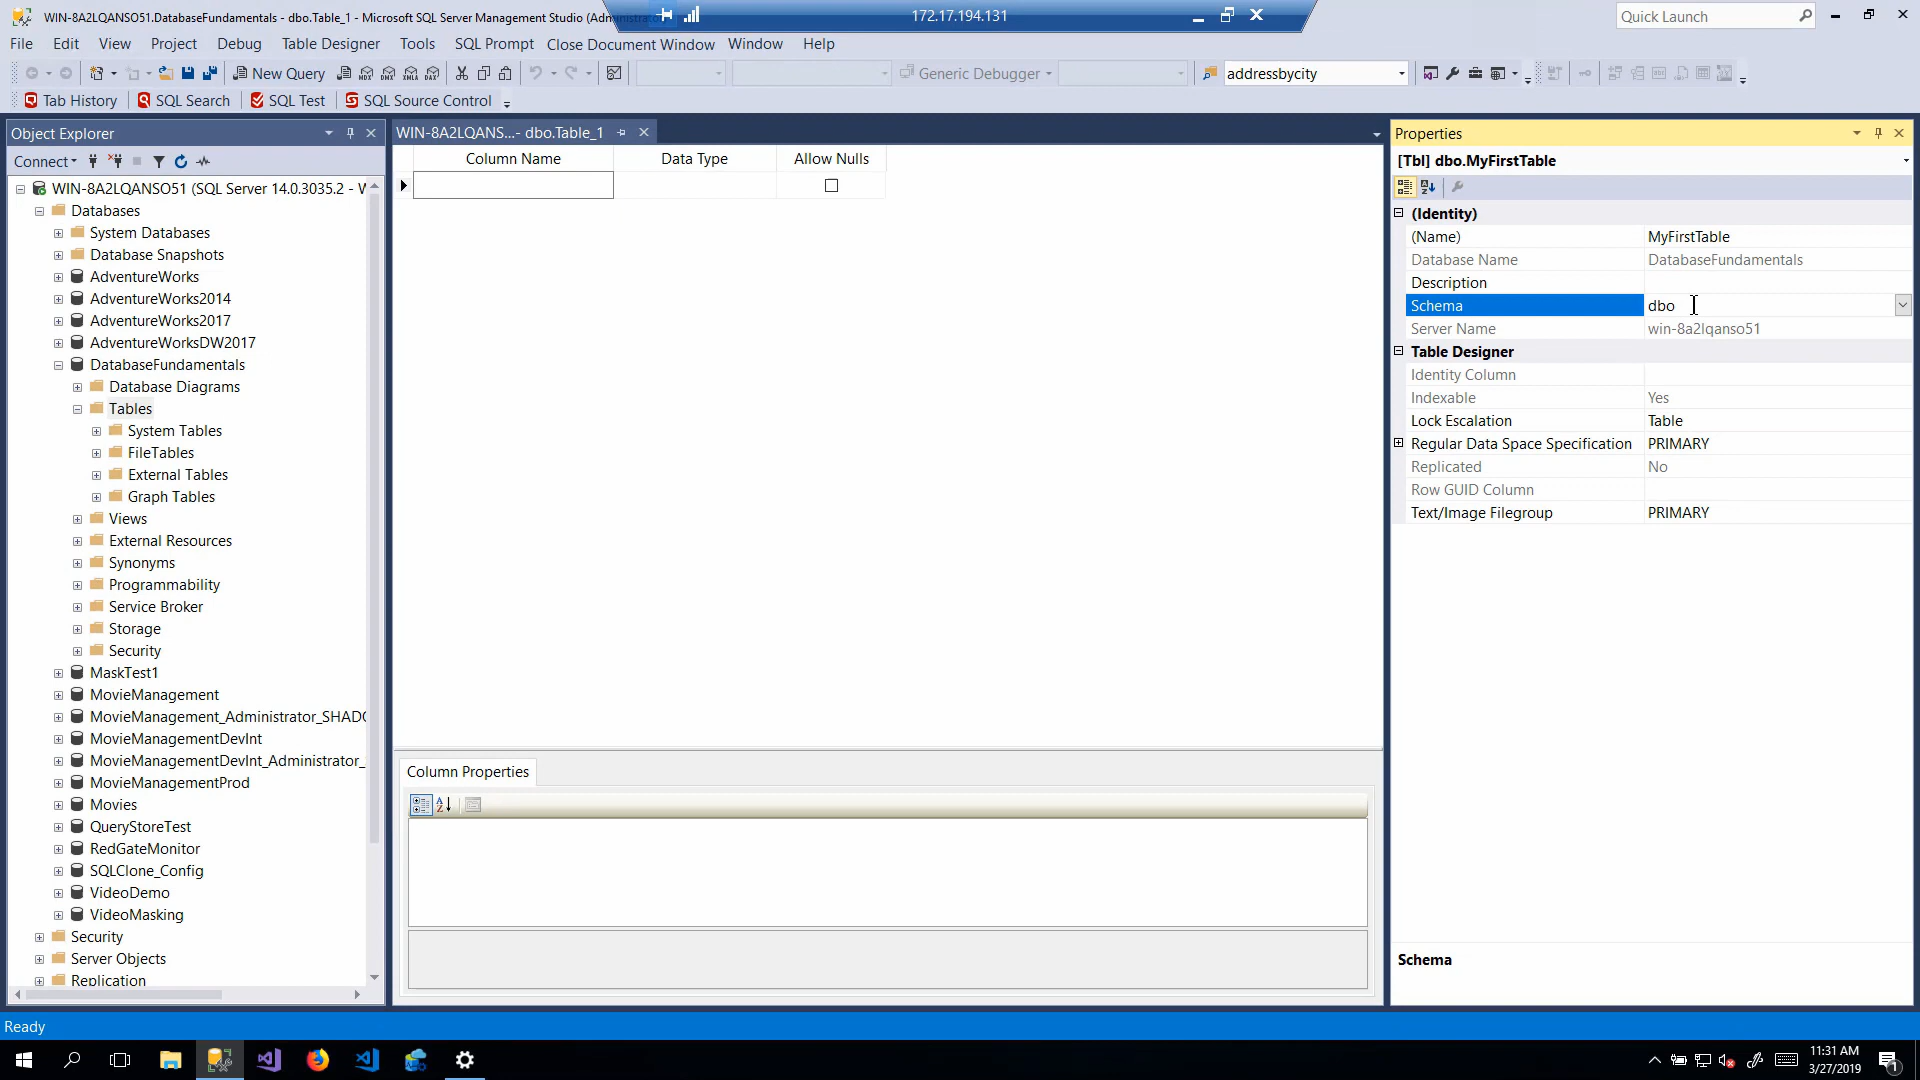 WIN-8A2LQANSO51.DatabaseFundamentals - dbo.Table_1 - Microsoft SQL Server Management Studio (Administrator)
172.17.194.131
Quick Launch
File Edit View Project Debug Table Designer Tools SQL Prompt Close Document Window Window Help
New Query
Generic Debugger
addressbycity
Tab History SQL Search SQL Test SQL Source Control
Object Explorer
WIN-8A2LQANS...- dbo.Table_1
Properties
Connect
Column Name Data Type Allow Nulls
[Tbl] dbo.MyFirstTable
WIN-8A2LQANSO51 (SQL Server 14.0.3035.2 -
Databases
System Databases
Database Snapshots
AdventureWorks
AdventureWorks2014
AdventureWorks2017
AdventureWorksDW2017
DatabaseFundamentals
Database Diagrams
Tables
System Tables
FileTables
External Tables
Graph Tables
Views
External Resources
Synonyms
Programmability
Service Broker
Storage
Security
MaskTest1
MovieManagement
MovieManagement_Administrator_SHADO
MovieManagementDevInt
MovieManagementDevInt_Administrator_
MovieManagementProd
Movies
QueryStoreTest
RedGateMonitor
SQLClone_Config
VideoDemo
VideoMasking
Security
Server Objects
Replication
Column Properties
(Identity)
(Name) MyFirstTable
Database Name DatabaseFundamentals
Description
Schema dbo
Server Name win-8a2lqanso51
Table Designer
Identity Column
Indexable Yes
Lock Escalation Table
Regular Data Space Specification PRIMARY
Replicated No
Row GUID Column
Text/Image Filegroup PRIMARY
Schema
Ready
11:31 AM
3/27/2019
1